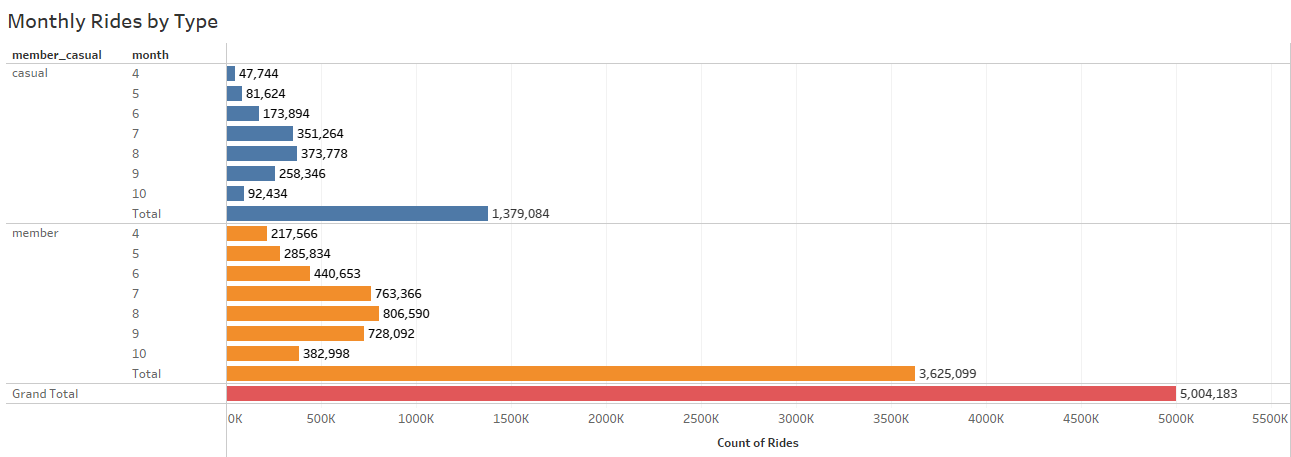 Monthly Rides by Type
member_casual month
casual 4 47,744
5 81,624
6 173,894
7 351,264
8 373,778
9 258,346
10 92,434
Total 1,379,084
member 4 217,566
5 285,834
6 440,653
7 763,366
8 806,590
9 728,092
10 382,998
Total 3,625,099
Grand Total 5,004,183
0K 500K 1000K 1500K 2000K 2500K 3000K 3500K 4000K 4500K 5000K 5500K
Count of Rides